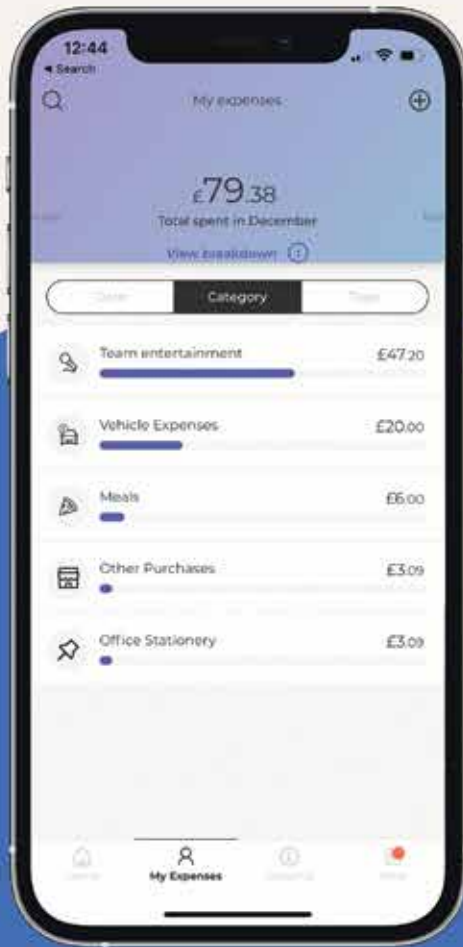 12:44
◀ Search
My expenses
£79.38
Total spent in December
View breakdown
Category
Team entertainment £47.20
Vehicle Expenses £20.00
Meals £6.00
Other Purchases £3.09
Office Stationery £3.09
My Expenses